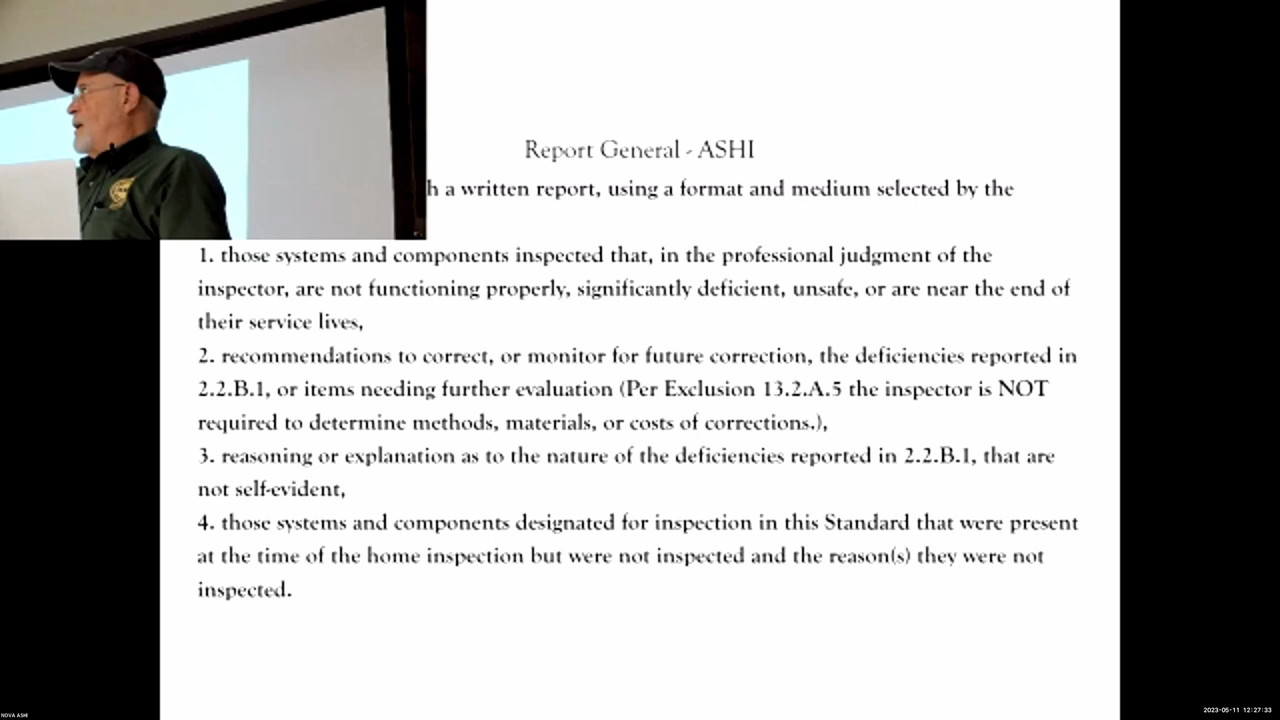 Report General - ASHI
h a written report, using a format and medium selected by the
1. those systems and components inspected that, in the professional judgment of the
inspector, are not functioning properly, significantly deficient, unsafe, or are near the end of
their service lives,
2. recommendations to correct, or monitor for future correction, the deficiencies reported in
2.2.B.1, or items needing further evaluation (Per Exclusion 13.2.A.5 the inspector is NOT
required to determine methods, materials, or costs of corrections.),
3. reasoning or explanation as to the nature of the deficiencies reported in 2.2.B.1, that are
not self-evident,
4. those systems and components designated for inspection in this Standard that were present
at the time of the home inspection but were not inspected and the reason(s) they were not
inspected.
NOVA ASHI
2023-05-11 12:27:33